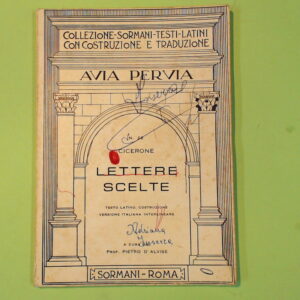 COLLEZIONE-SORMANI-TESTI-LATINI
CON COSTRUZIONE E TRADUZIONE
AVIA PERVIA
CICERONE
LETTERE
SCELTE
TESTO LATINO, COSTRUZIONE
VERSIONE ITALIANA INTERLINEARE
Adriana
A CURA
PROF. PIETRO D'ALVISE
SORMANI-ROMA